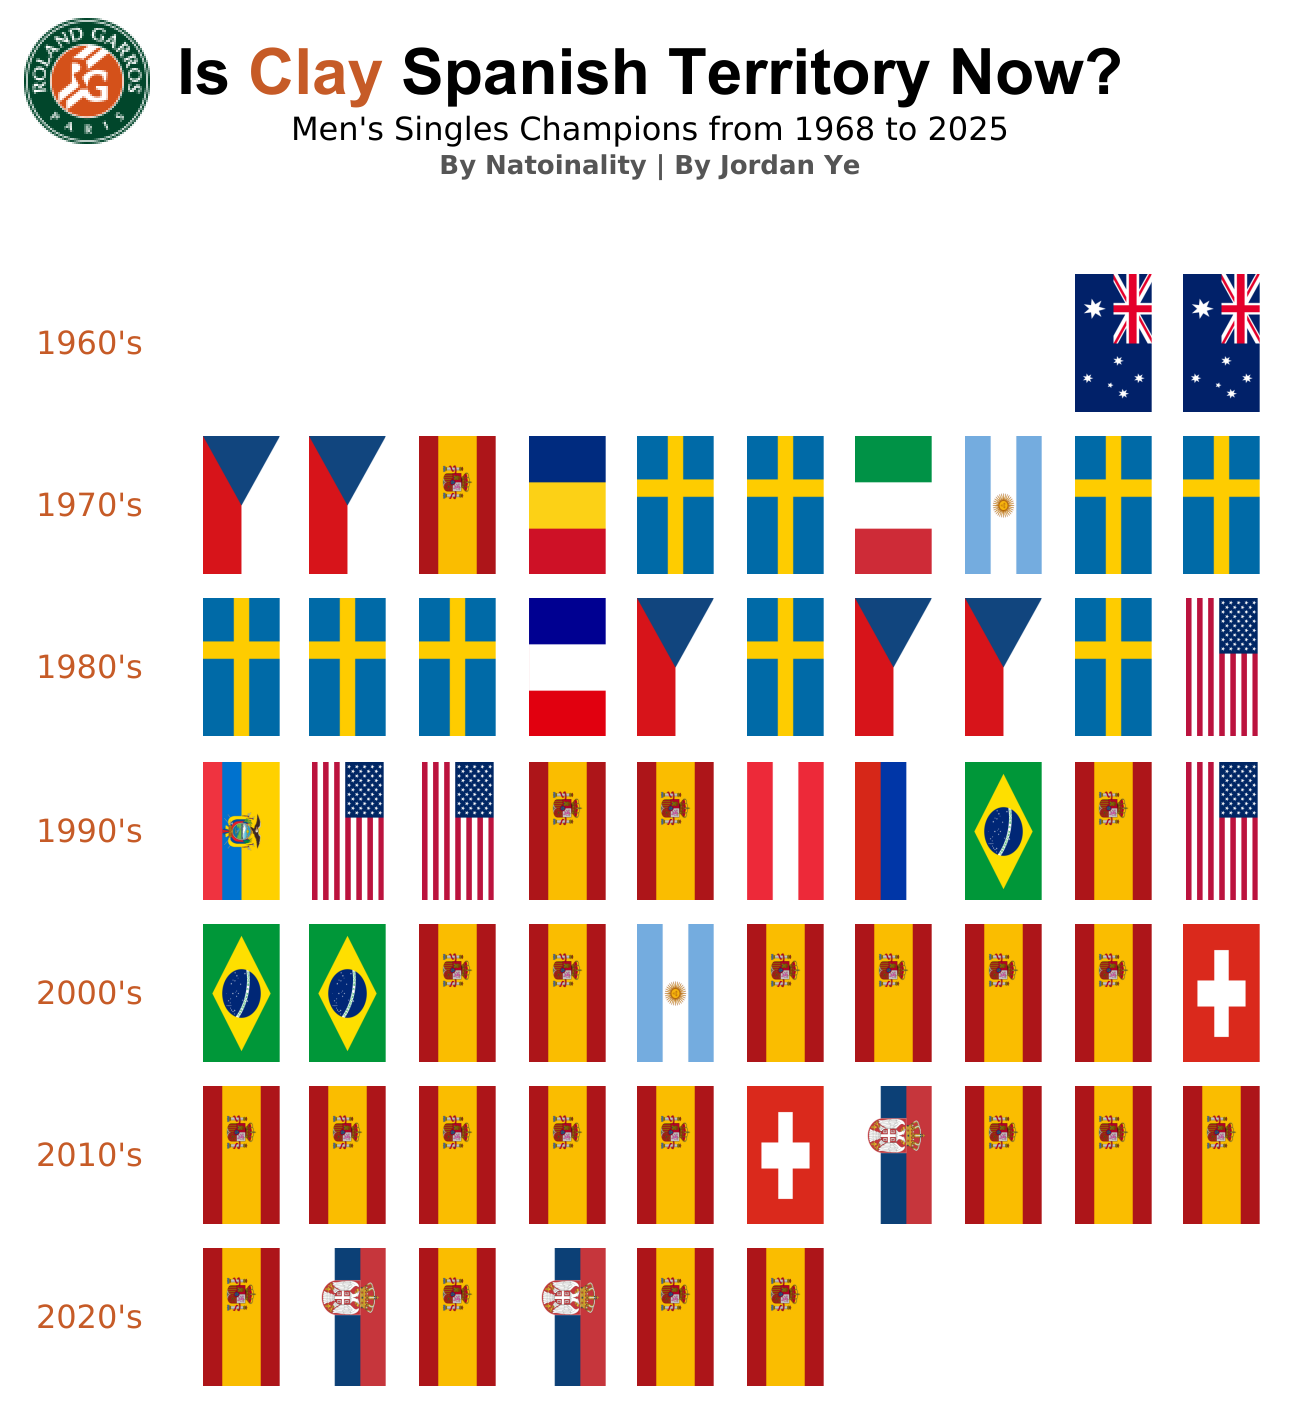 ROLAND GARROS
RG
PARIS
Is Clay Spanish Territory Now?
Men's Singles Champions from 1968 to 2025
By Natoinality | By Jordan Ye
1960's
1970's
1980's
1990's
2000's
2010's
2020's